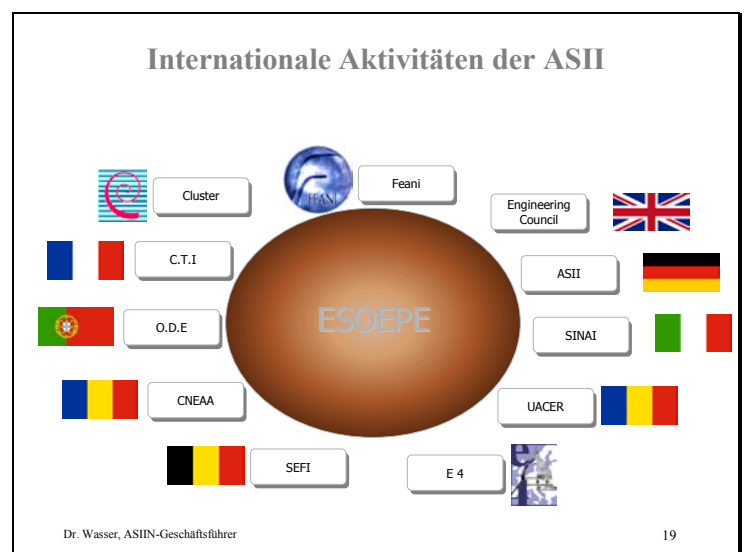 Internationale Aktivitäten der ASII
Feani
FEANI
Cluster
Engineering
Council
C.T.I
ASII
ESOEPE
O.D.E
SINAI
CNEAA
UACER
SEFI
E 4
Dr. Wasser, ASIIN-Geschäftsführer
19